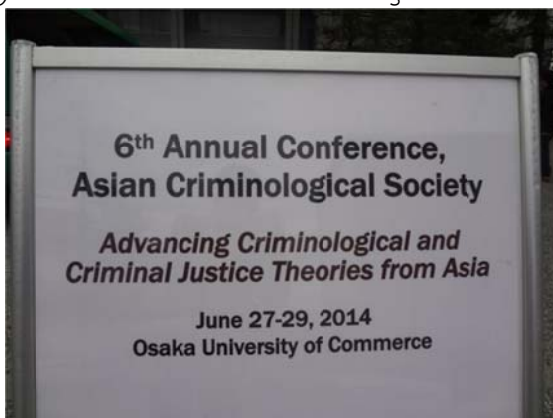 6th Annual Conference,
Asian Criminological Society
Advancing Criminological and
Criminal Justice Theories from Asia
June 27-29, 2014
Osaka University of Commerce